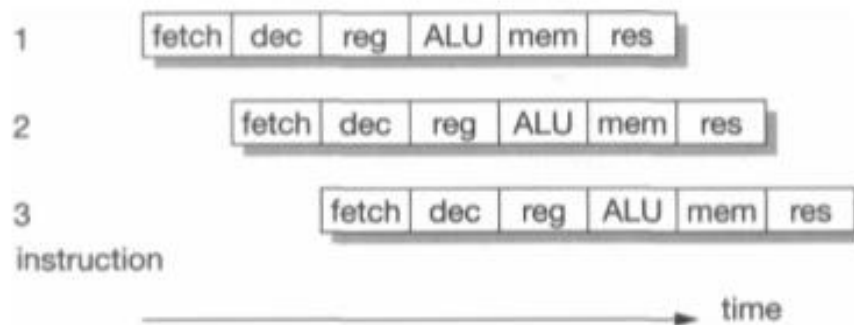 1 fetch dec reg ALU mem res
2 fetch dec reg ALU mem res
3 fetch dec reg ALU mem res
instruction
time